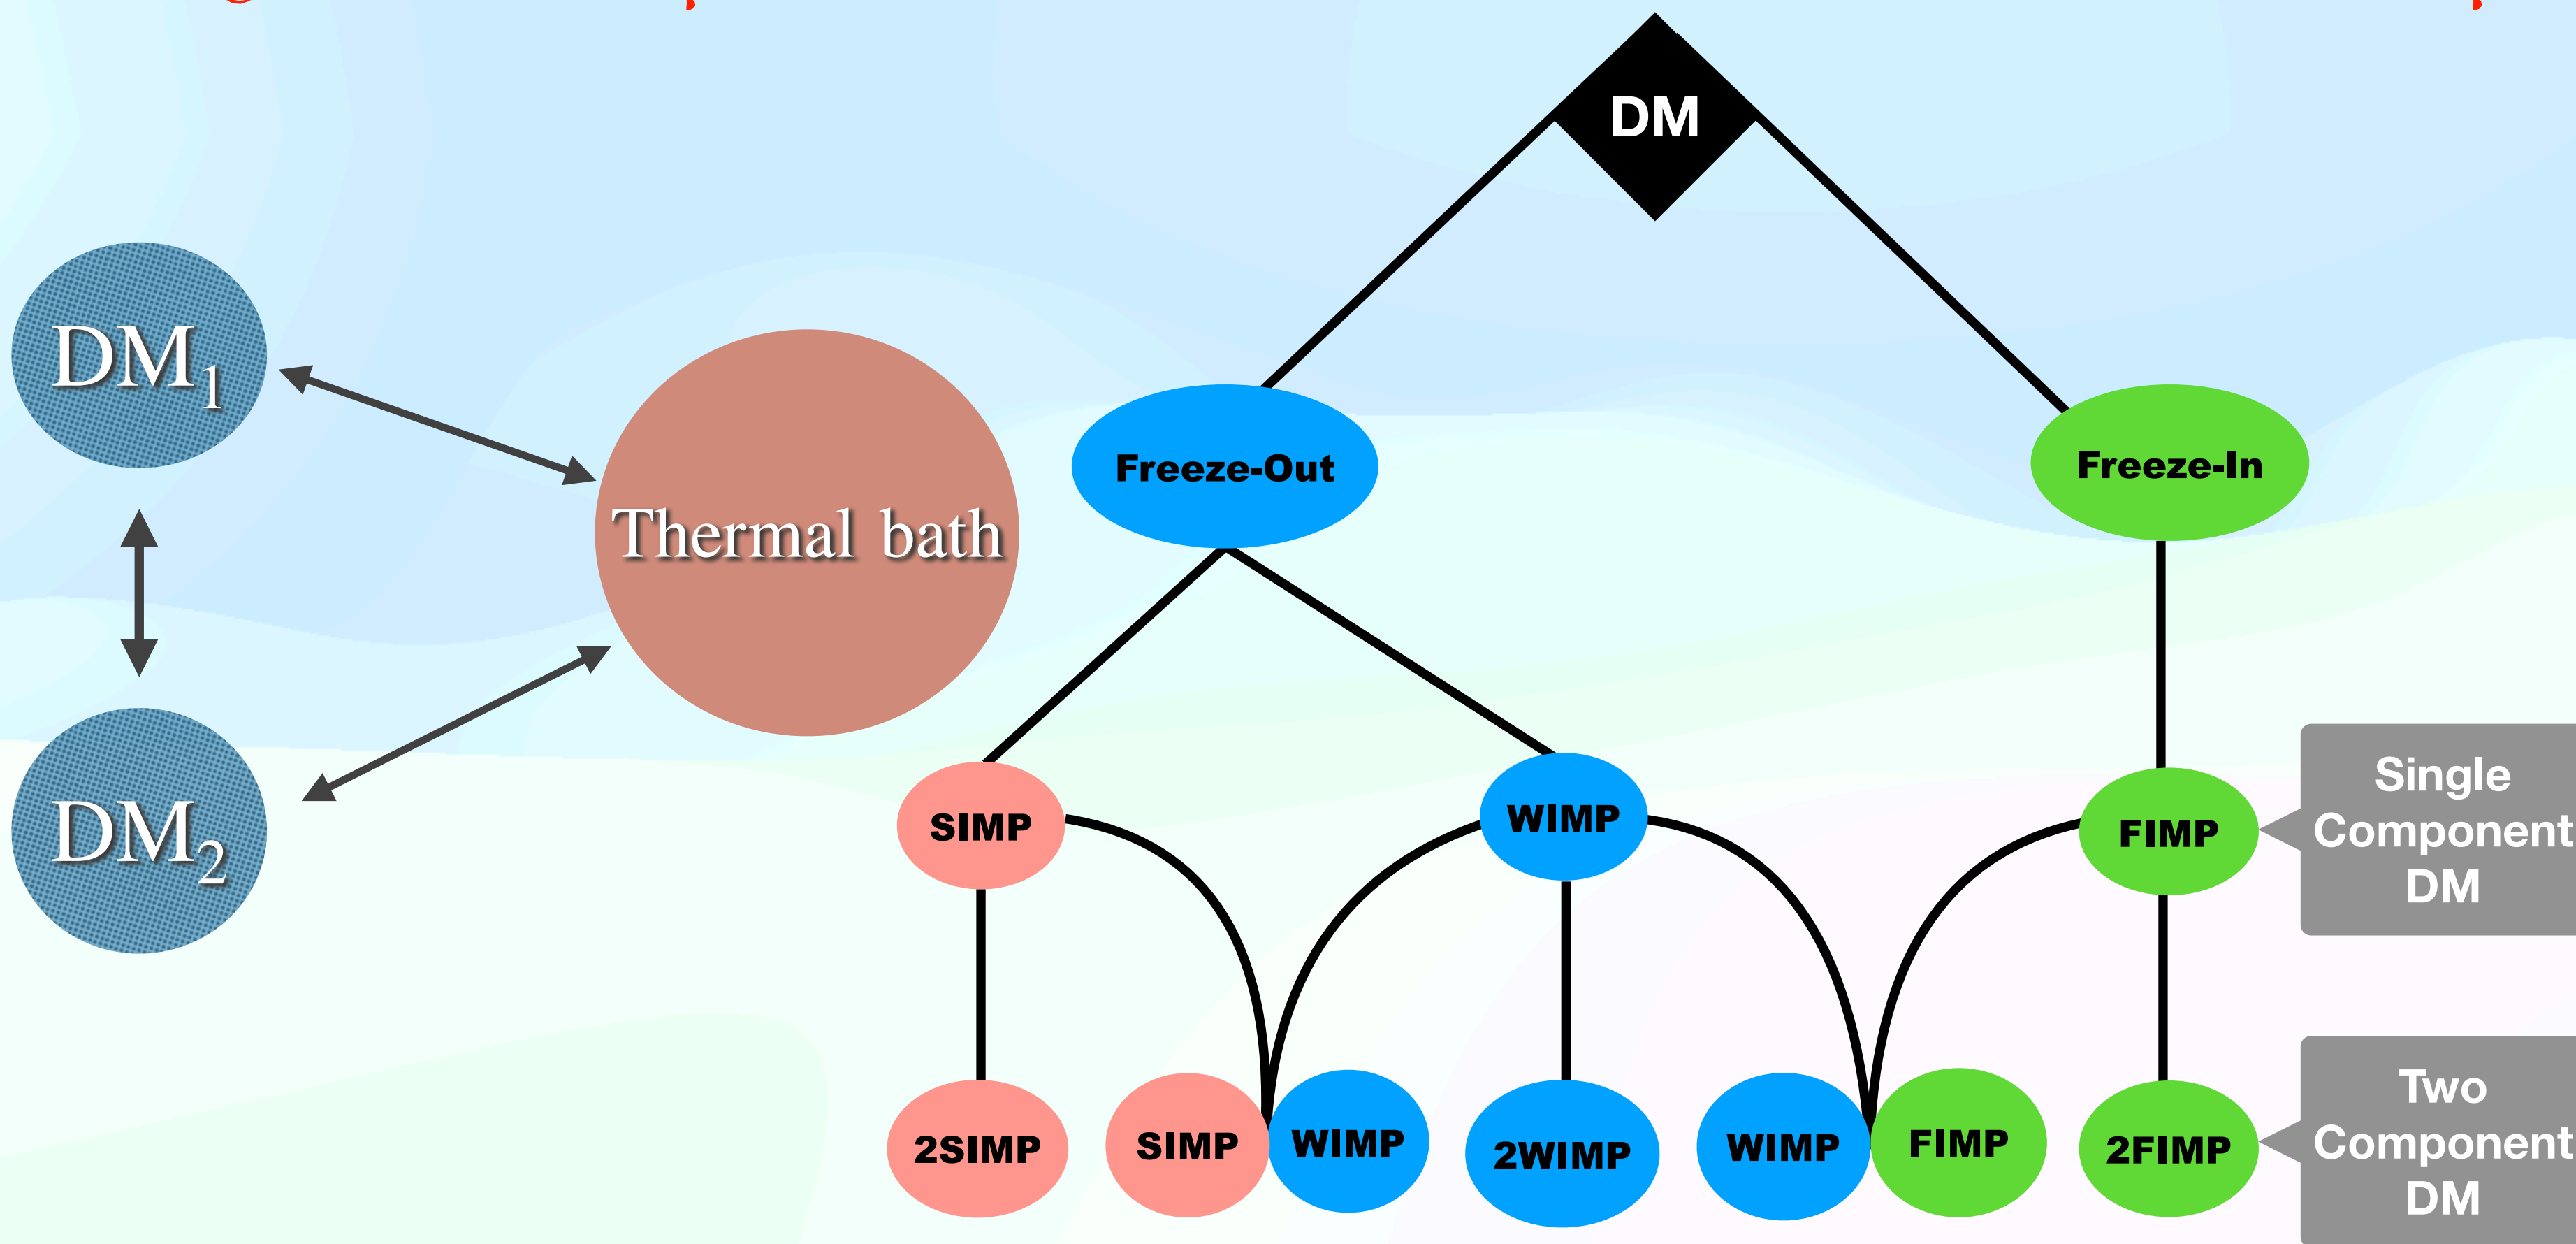 DM
DM1
Thermal bath
DM2
Freeze-Out
Freeze-In
SIMP
WIMP
FIMP
Single
Component
DM
2SIMP
SIMP
WIMP
2WIMP
WIMP
FIMP
2FIMP
Two
Component
DM